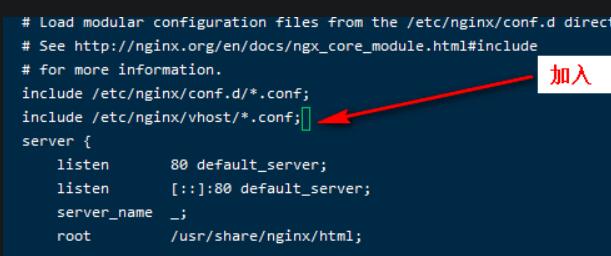 # Load modular configuration files from the /etc/nginx/conf.d direct
# See http://nginx.org/en/docs/ngx_core_module.html#include
# for more information.
include /etc/nginx/conf.d/*.conf;
include /etc/nginx/vhost/*.conf;
加入
server {
    listen       80 default_server;
    listen       [::]:80 default_server;
    server_name  _;
    root         /usr/share/nginx/html;